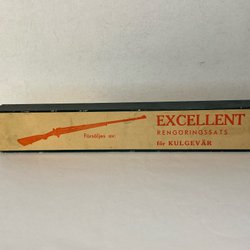 EXCELLENT
RENGÖRINGSSATS
för KULGEVÄR
Försäljes av: